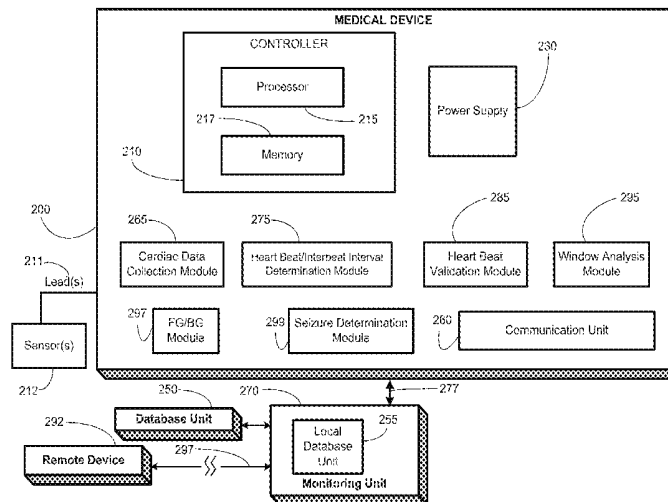 MEDICAL DEVICE
CONTROLLER
230
Processor
Power Supply
217
215
Memory
210
200
265
275
285
295
211
Cardiac Data
Collection Module
Heart Beat/Interbeat Interval
Determination Module
Heart Beat
Validation Module
Window Analysis
Module
Lead(s)
297
FG/BG
Module
299
Seizure Determination
Module
260
Communication Unit
Sensor(s)
212
250
270
277
292
Database Unit
255
Local
Database
Unit
297
Remote Device
Monitoring Unit